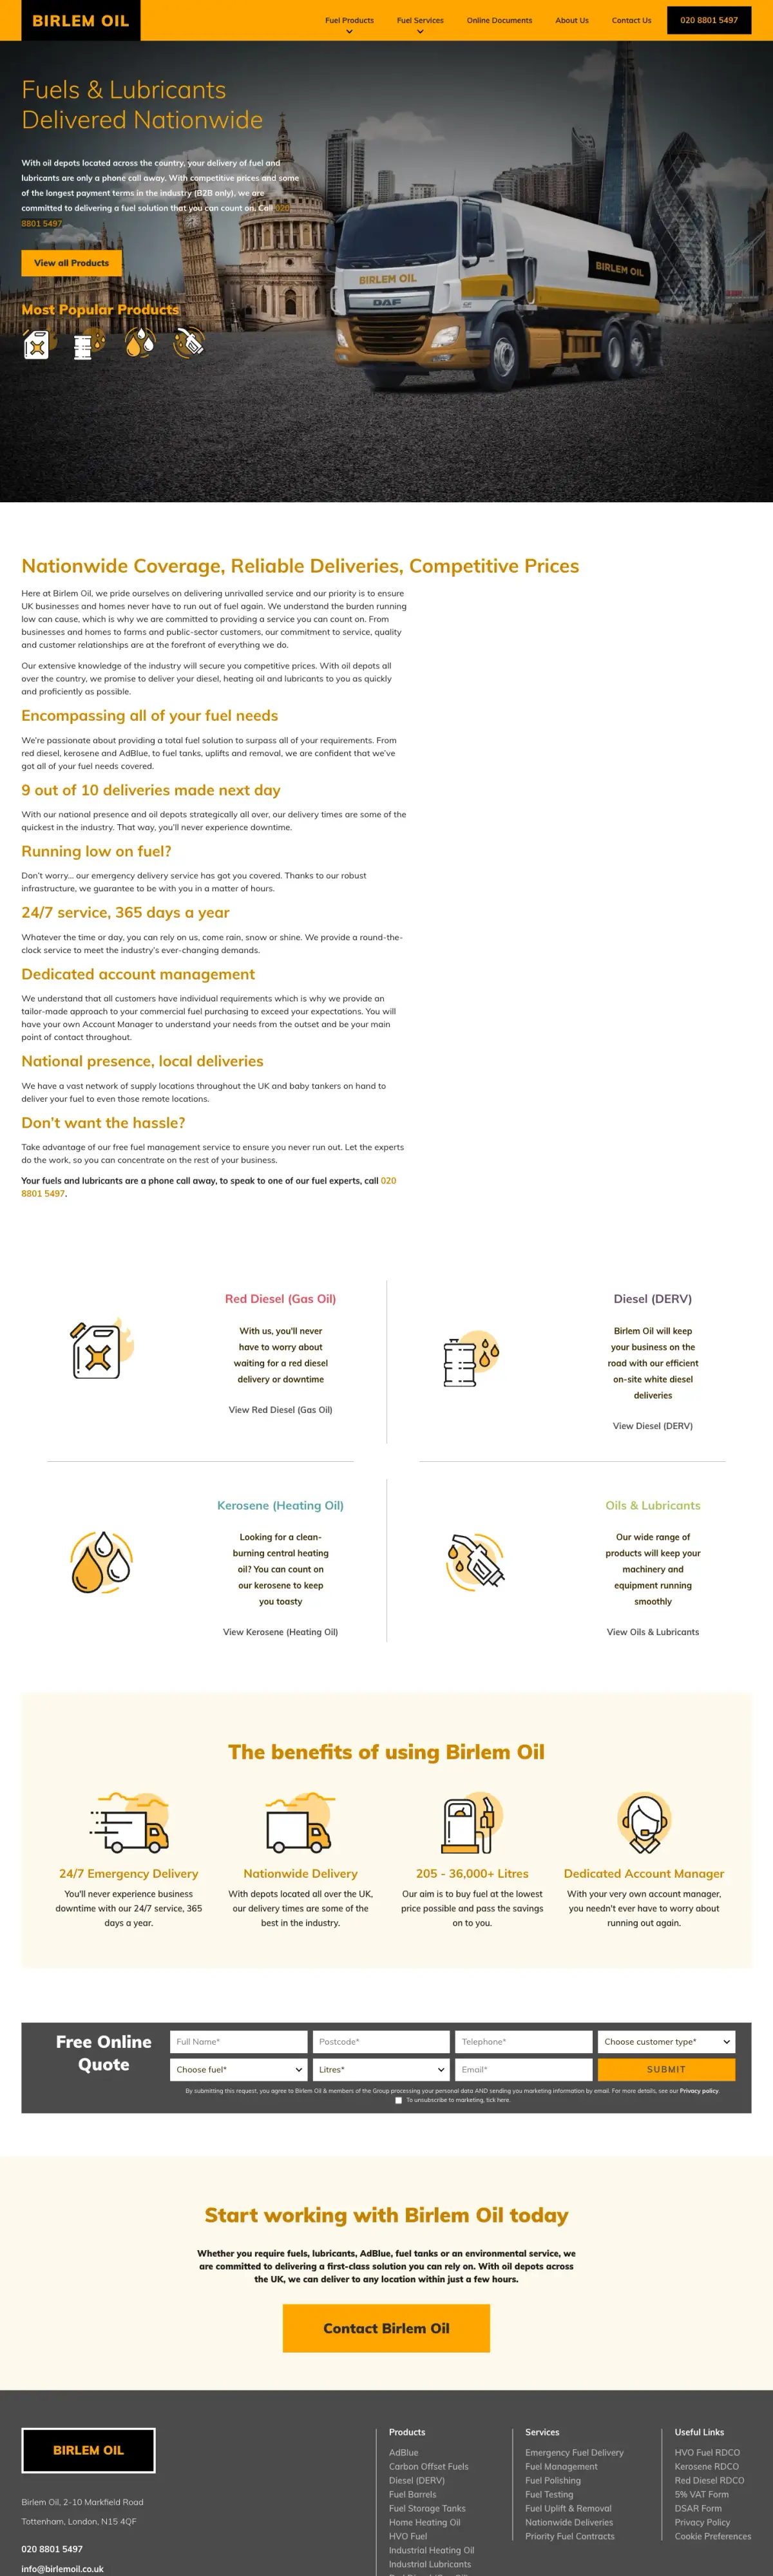 BIRLEM OIL
Fuel Products
Fuel Services
Online Documents
About Us
Contact Us
020 8801 5497
Fuels & Lubricants
Delivered Nationwide
With oil depots located across the country, your delivery of fuel and
lubricants are only a phone call away. With competitive prices and some
of the longest payment terms in the industry (B2B only), we are
committed to delivering a fuel solution that you can count on. Call 020
8801 5497
View all Products
Most Popular Products
BIRLEM OIL
DAF
BIRLEM OIL
Nationwide Coverage, Reliable Deliveries, Competitive Prices
Here at Birlem Oil, we pride ourselves on delivering unrivalled service and our priority is to ensure
UK businesses and homes never have to run out of fuel again. We understand the burden running
low can cause, which is why we are committed to providing a service you can count on. From
businesses and homes to farms and public-sector customers, our commitment to service, quality
and customer relationships are at the forefront of everything we do.
Our extensive knowledge of the industry will secure you competitive prices. With oil depots all
over the country, we promise to deliver your diesel, heating oil and lubricants to you as quickly
and proficiently as possible.
Encompassing all of your fuel needs
We're passionate about providing a total fuel solution to surpass all of your requirements. From
red diesel, kerosene and AdBlue, to fuel tanks, uplifts and removal, we are confident that we've
got all of your fuel needs covered.
9 out of 10 deliveries made next day
With our national presence and oil depots strategically all over, our delivery times are some of the
quickest in the industry. That way, you'll never experience downtime.
Running low on fuel?
Don't worry... our emergency delivery service has got you covered. Thanks to our robust
infrastructure, we guarantee to be with you in a matter of hours.
24/7 service, 365 days a year
Whatever the time or day, you can rely on us, come rain, snow or shine. We provide a round-the-
clock service to meet the industry's ever-changing demands.
Dedicated account management
We understand that all customers have individual requirements which is why we provide an
tailor-made approach to your commercial fuel purchasing to exceed your expectations. You will
have your own Account Manager to understand your needs from the outset and be your main
point of contact throughout.
National presence, local deliveries
We have a vast network of supply locations throughout the UK and baby tankers on hand to
deliver your fuel to even those remote locations.
Don't want the hassle?
Take advantage of our free fuel management service to ensure you never run out. Let the experts
do the work, so you can concentrate on the rest of your business.
Your fuels and lubricants are a phone call away, to speak to one of our fuel experts, call 020
8801 5497.
Red Diesel (Gas Oil)
With us, you'll never
have to worry about
waiting for a red diesel
delivery or downtime
View Red Diesel (Gas Oil)
Diesel (DERV)
Birlem Oil will keep
your business on the
road with our efficient
on-site white diesel
deliveries
View Diesel (DERV)
Kerosene (Heating Oil)
Looking for a clean-
burning central heating
oil? You can count on
our kerosene to keep
you toasty
View Kerosene (Heating Oil)
Oils & Lubricants
Our wide range of
products will keep your
machinery and
equipment running
smoothly
View Oils & Lubricants
The benefits of using Birlem Oil
24/7 Emergency Delivery
You'll never experience business
downtime with our 24/7 service, 365
days a year.
Nationwide Delivery
With depots located all over the UK,
our delivery times are some of the
best in the industry.
205 - 36,000+ Litres
Our aim is to buy fuel at the lowest
price possible and pass the savings
on to you.
Dedicated Account Manager
With your very own account manager,
you needn't ever have to worry about
running out again.
Free Online
Quote
Full Name*
Postcode*
Telephone*
Choose customer type*
Choose fuel*
Litres*
Email*
SUBMIT
By submitting this request, you agree to Birlem Oil & members of the Group processing your personal data AND sending you marketing information by email. For more details, see our Privacy policy.
To unsubscribe to marketing, tick here.
Start working with Birlem Oil today
Whether you require fuels, lubricants, AdBlue, fuel tanks or an environmental service, we
are committed to delivering a first-class solution you can rely on. With oil depots across
the UK, we can deliver to any location within just a few hours.
Contact Birlem Oil
BIRLEM OIL
Birlem Oil, 2-10 Markfield Road
Tottenham, London, N15 4QF
020 8801 5497
info@birlemoil.co.uk
Products
AdBlue
Carbon Offset Fuels
Diesel (DERV)
Fuel Barrels
Fuel Storage Tanks
Home Heating Oil
HVO Fuel
Industrial Heating Oil
Industrial Lubricants
Services
Emergency Fuel Delivery
Fuel Management
Fuel Polishing
Fuel Testing
Fuel Uplift & Removal
Nationwide Deliveries
Priority Fuel Contracts
Useful Links
HVO Fuel RDCO
Kerosene RDCO
Red Diesel RDCO
5% VAT Form
DSAR Form
Privacy Policy
Cookie Preferences